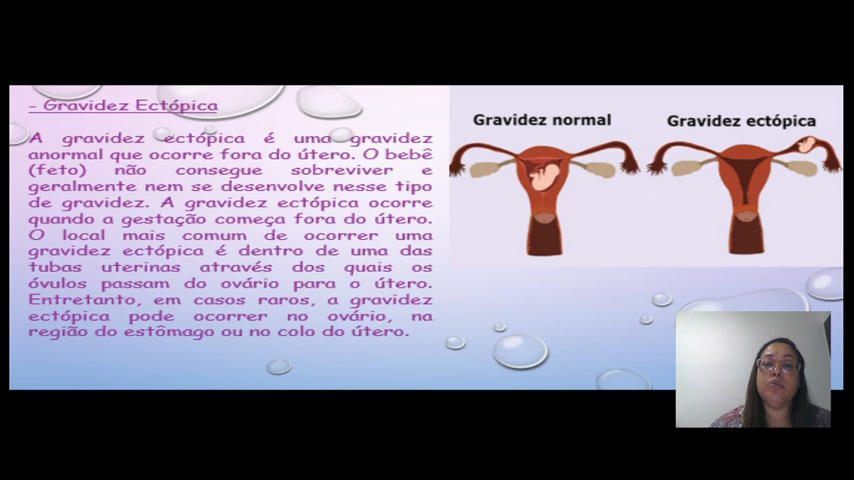 - Gravidez Ectópica
A gravidez ectópica é uma gravidez
anormal que ocorre fora do útero. O bebê
(feto) não consegue sobreviver e
geralmente nem se desenvolve nesse tipo
de gravidez. A gravidez ectópica ocorre
quando a gestação começa fora do útero.
O local mais comum de ocorrer uma
gravidez ectópica é dentro de uma das
tubas uterinas através dos quais os
óvulos passam do ovário para o útero.
Entretanto, em casos raros, a gravidez
ectópica pode ocorrer no ovário, na
região do estômago ou no colo do útero.
Gravidez normal
Gravidez ectópica